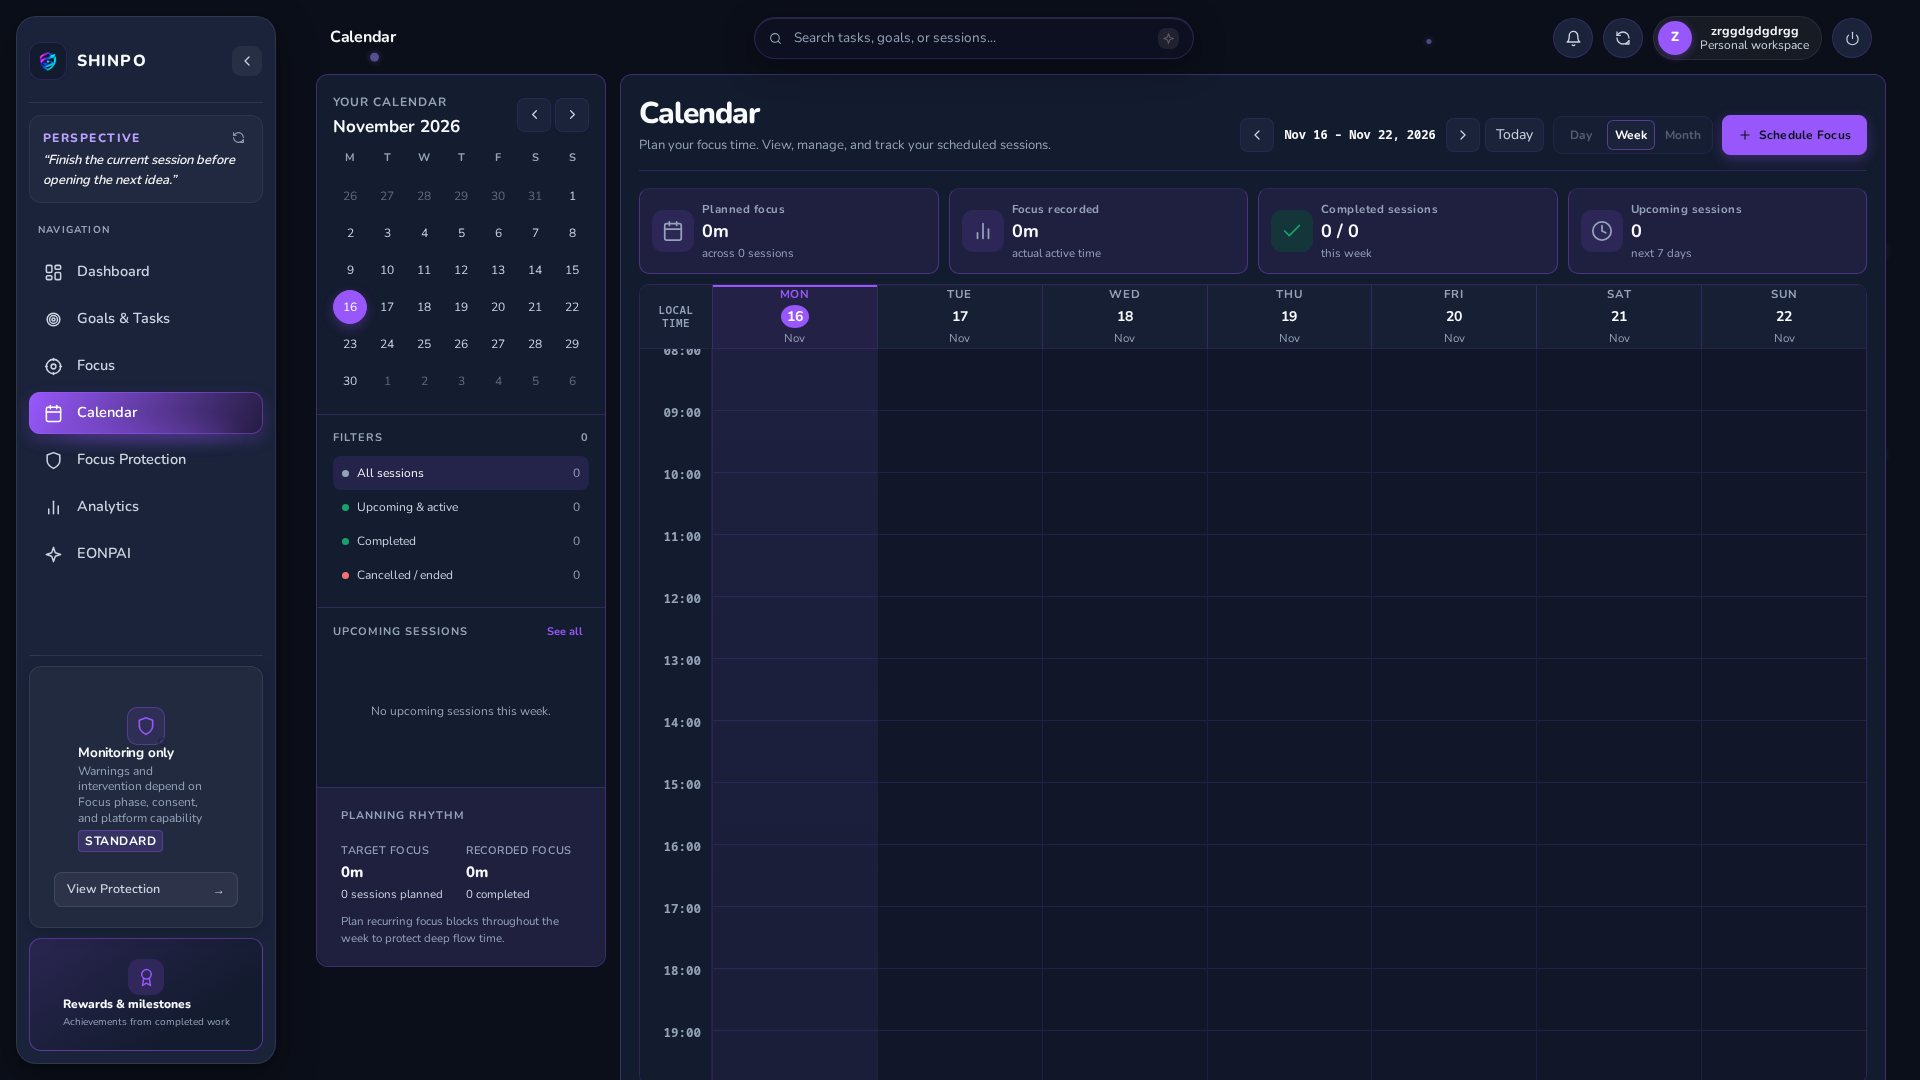 SHINPO
PERSPECTIVE
“Finish the current session before
opening the next idea.”
NAVIGATION
Dashboard
Goals & Tasks
Focus
Calendar
Focus Protection
Analytics
EONPAI
Monitoring only
Warnings and
intervention depend on
Focus phase, consent,
and platform capability
STANDARD
View Protection →
Rewards & milestones
Achievements from completed work
Calendar
Search tasks, goals, or sessions...
Z
zrggdgdgdrgg
Personal workspace
YOUR CALENDAR
November 2026
M T W T F S S
26 27 28 29 30 31 1
2 3 4 5 6 7 8
9 10 11 12 13 14 15
16 17 18 19 20 21 22
23 24 25 26 27 28 29
30 1 2 3 4 5 6
FILTERS 0
All sessions 0
Upcoming & active 0
Completed 0
Cancelled / ended 0
UPCOMING SESSIONS See all
No upcoming sessions this week.
PLANNING RHYTHM
TARGET FOCUS RECORDED FOCUS
0m 0m
0 sessions planned 0 completed
Plan recurring focus blocks throughout the
week to protect deep flow time.
Calendar
Plan your focus time. View, manage, and track your scheduled sessions.
Nov 16 – Nov 22, 2026
Today
Day Week Month
+ Schedule Focus
Planned focus
0m
across 0 sessions
Focus recorded
0m
actual active time
Completed sessions
0 / 0
this week
Upcoming sessions
0
next 7 days
LOCAL
TIME
MON TUE WED THU FRI SAT SUN
16 17 18 19 20 21 22
Nov Nov Nov Nov Nov Nov Nov
08:00
09:00
10:00
11:00
12:00
13:00
14:00
15:00
16:00
17:00
18:00
19:00